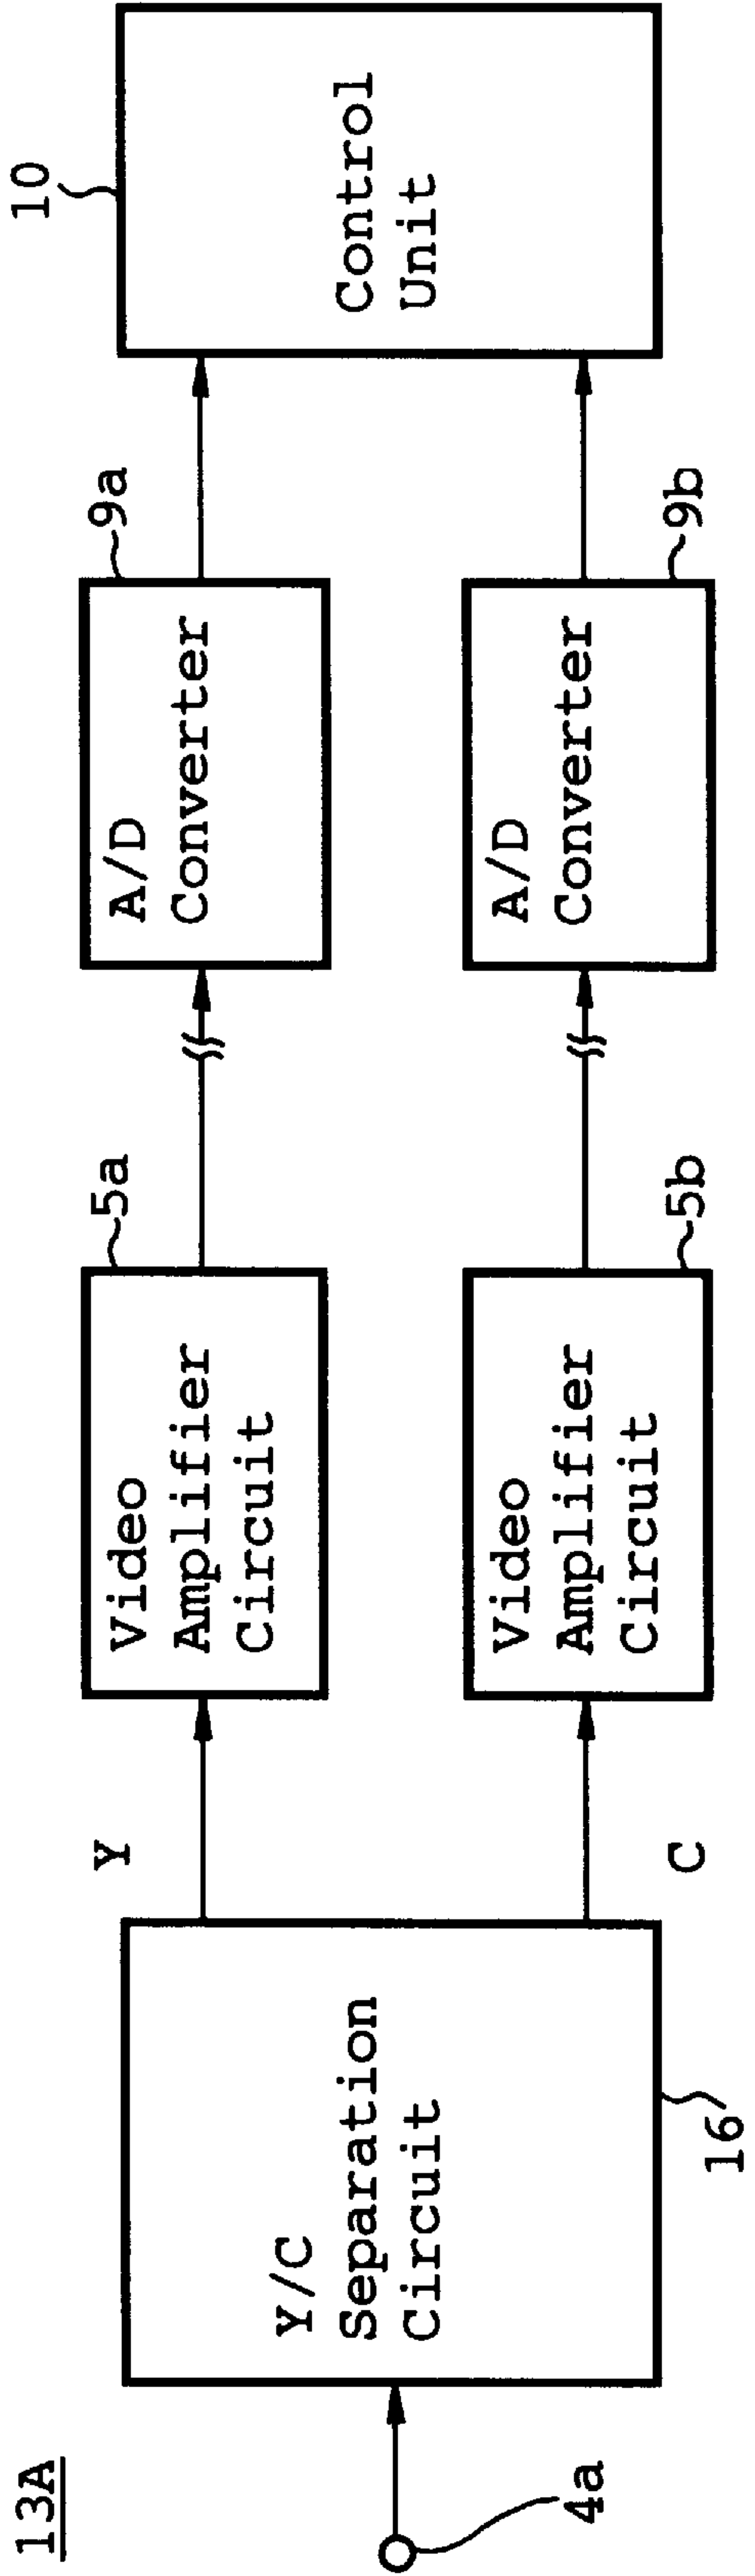 13A
4a
Y/C
Separation
Circuit
16
Y
C
Video
Amplifier
Circuit
5a
Video
Amplifier
Circuit
5b
A/D
Converter
9a
A/D
Converter
9b
Control
Unit
10